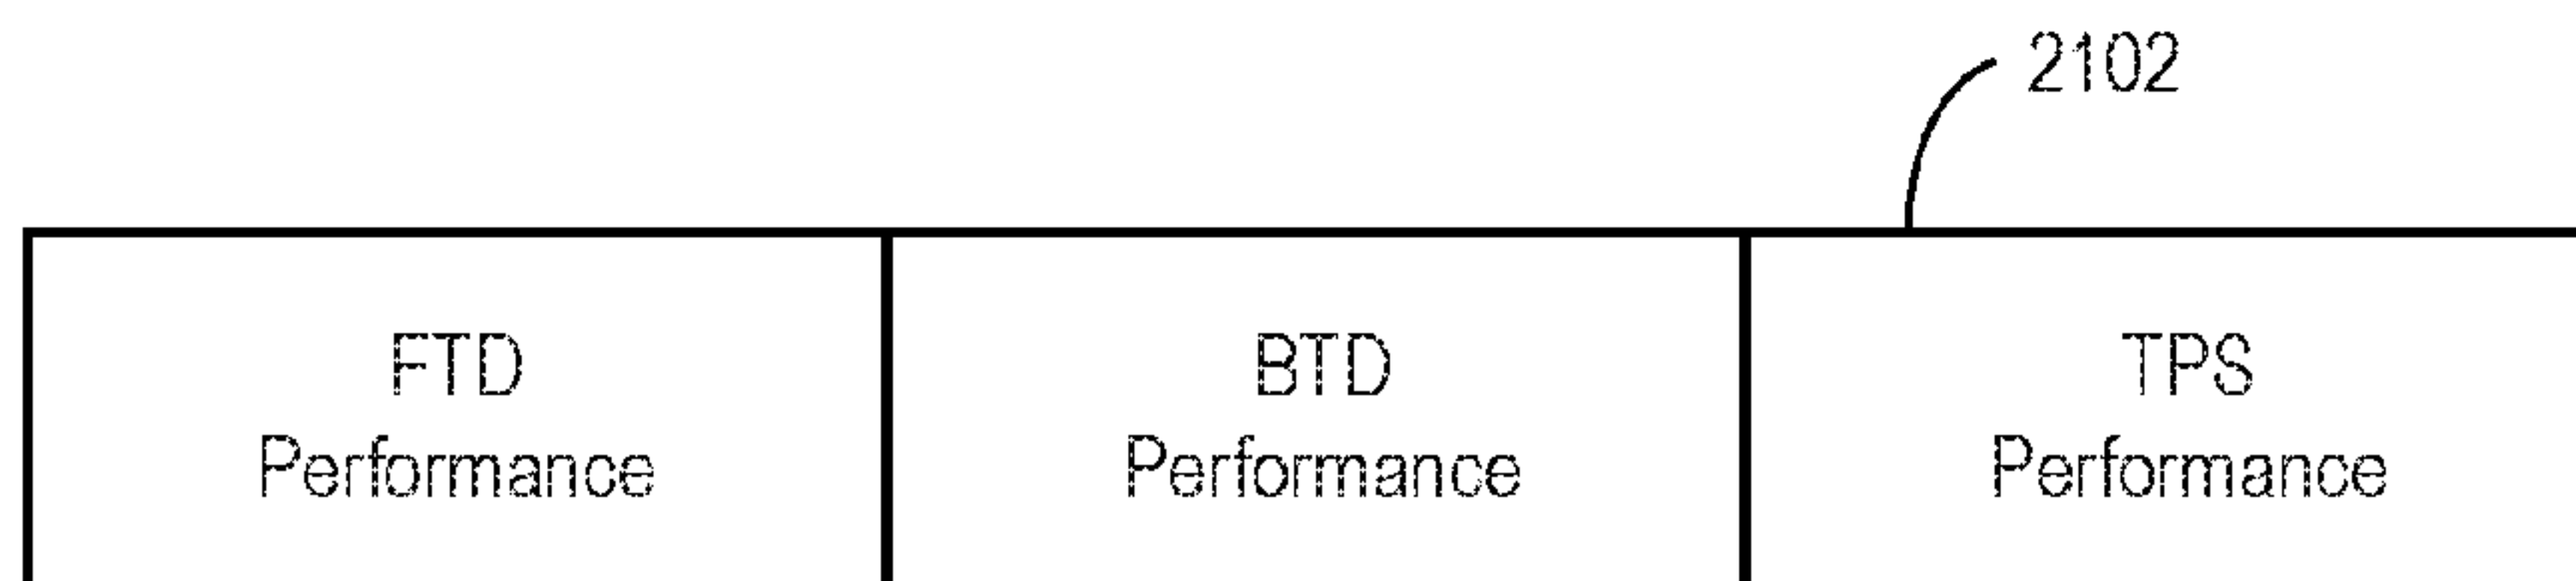 2102
FTD
Performance
BTD
Performance
TPS
Performance